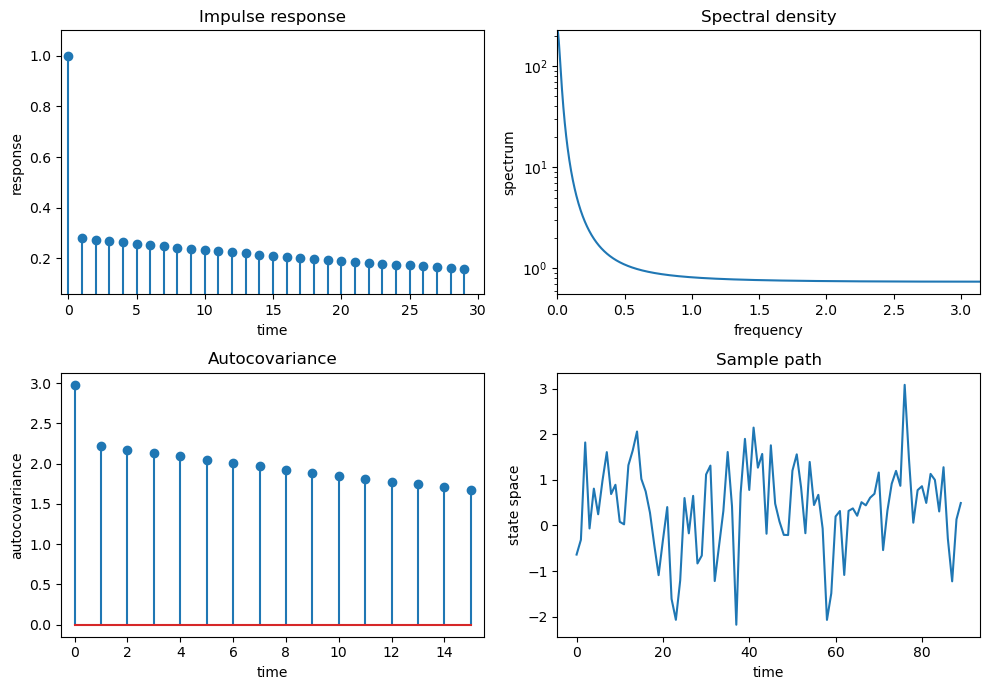 Impulse response
1.0
0.8
0.6
0.4
0.2
response
0 5 10 15 20 25 30
time
Spectral density
10²
10¹
10⁰
spectrum
0.0 0.5 1.0 1.5 2.0 2.5 3.0
frequency
Autocovariance
3.0
2.5
2.0
1.5
1.0
0.5
0.0
autocovariance
0 2 4 6 8 10 12 14
time
Sample path
3
2
1
0
−1
−2
state space
0 20 40 60 80
time